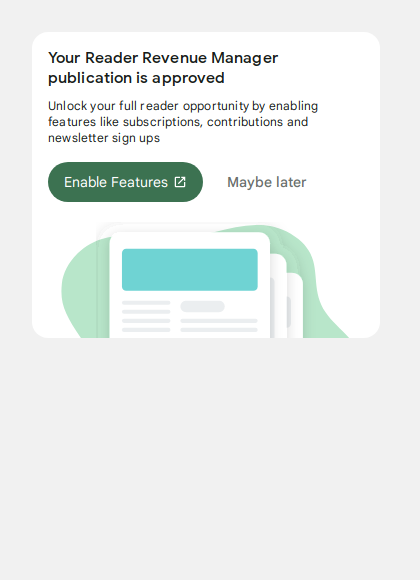 Your Reader Revenue Manager
publication is approved
Unlock your full reader opportunity by enabling
features like subscriptions, contributions and
newsletter sign ups
Enable Features
Maybe later